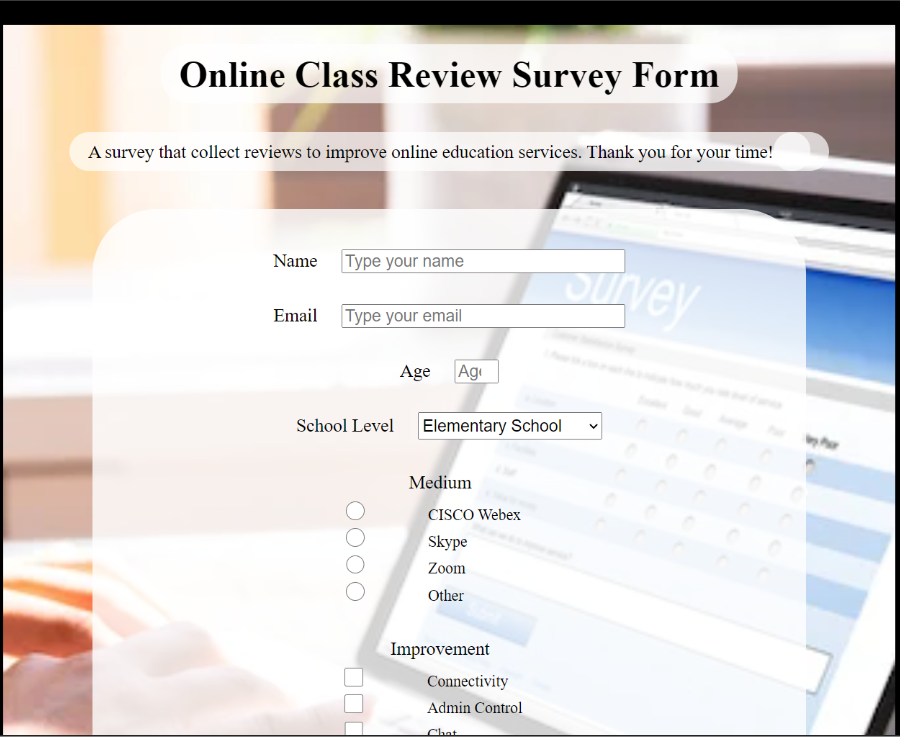 Online Class Review Survey Form
A survey that collect reviews to improve online education services. Thank you for your time!
Survey
Name Type your name
Email Type your email
Age Age
School Level Elementary School
Medium
CISCO Webex
Skype
Zoom
Other
Improvement
Connectivity
Admin Control
Chat